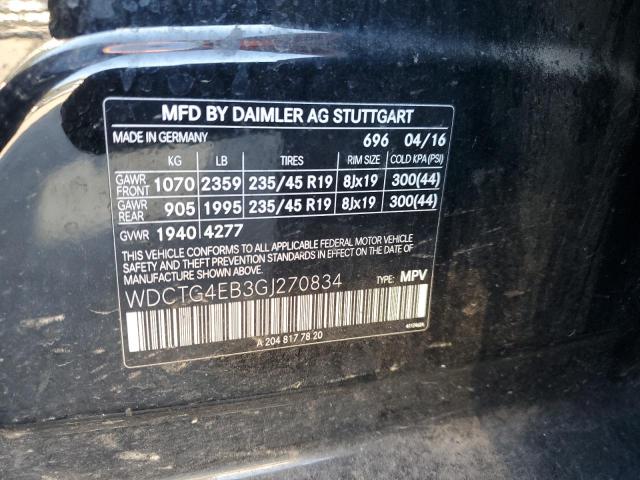 MFD BY DAIMLER AG STUTTGART
MADE IN GERMANY 696 04/16
KG LB TIRES RIM SIZE COLD KPA (PSI)
GAWR FRONT 1070 2359 235/45 R19 8Jx19 300(44)
GAWR REAR 905 1995 235/45 R19 8Jx19 300(44)
GVWR 1940 4277
THIS VEHICLE CONFORMS TO ALL APPLICABLE FEDERAL MOTOR VEHICLE
SAFETY, BUMPER, AND THEFT PREVENTION STANDARDS IN
EFFECT ON THE DATE OF MANUFACTURE SHOWN ABOVE.
WDCTG4EB3GJ270834 TYPE: MPV
A 204 817 78 20